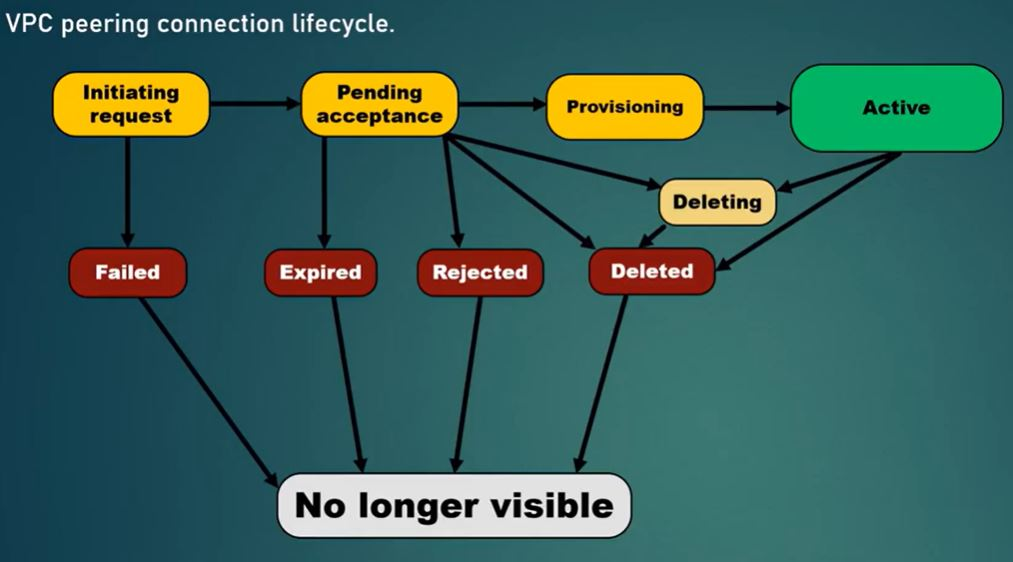 VPC peering connection lifecycle.
Initiating
request
Pending
acceptance
Provisioning
Active
Deleting
Failed
Expired
Rejected
Deleted
No longer visible